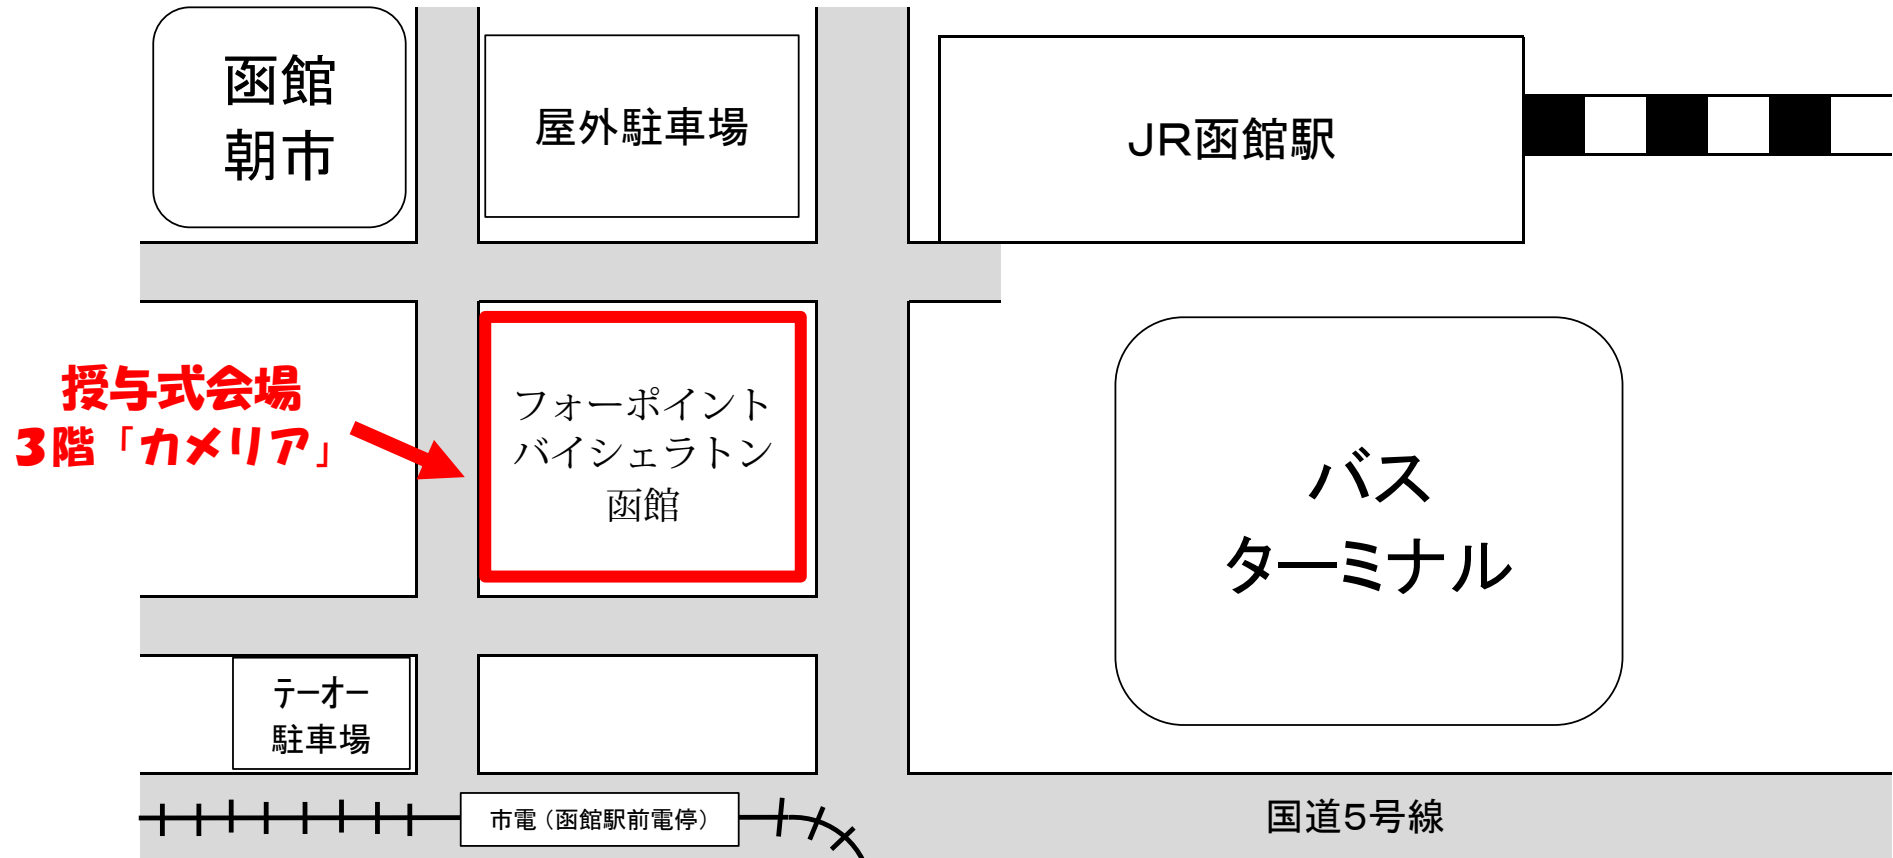 函館
朝市
屋外駐車場
JR函館駅
授与式会場
3階「カメリア」
フォーポイント
バイシェラトン
函館
バス
ターミナル
テーオー
駐車場
市電（函館駅前電停）
国道5号線